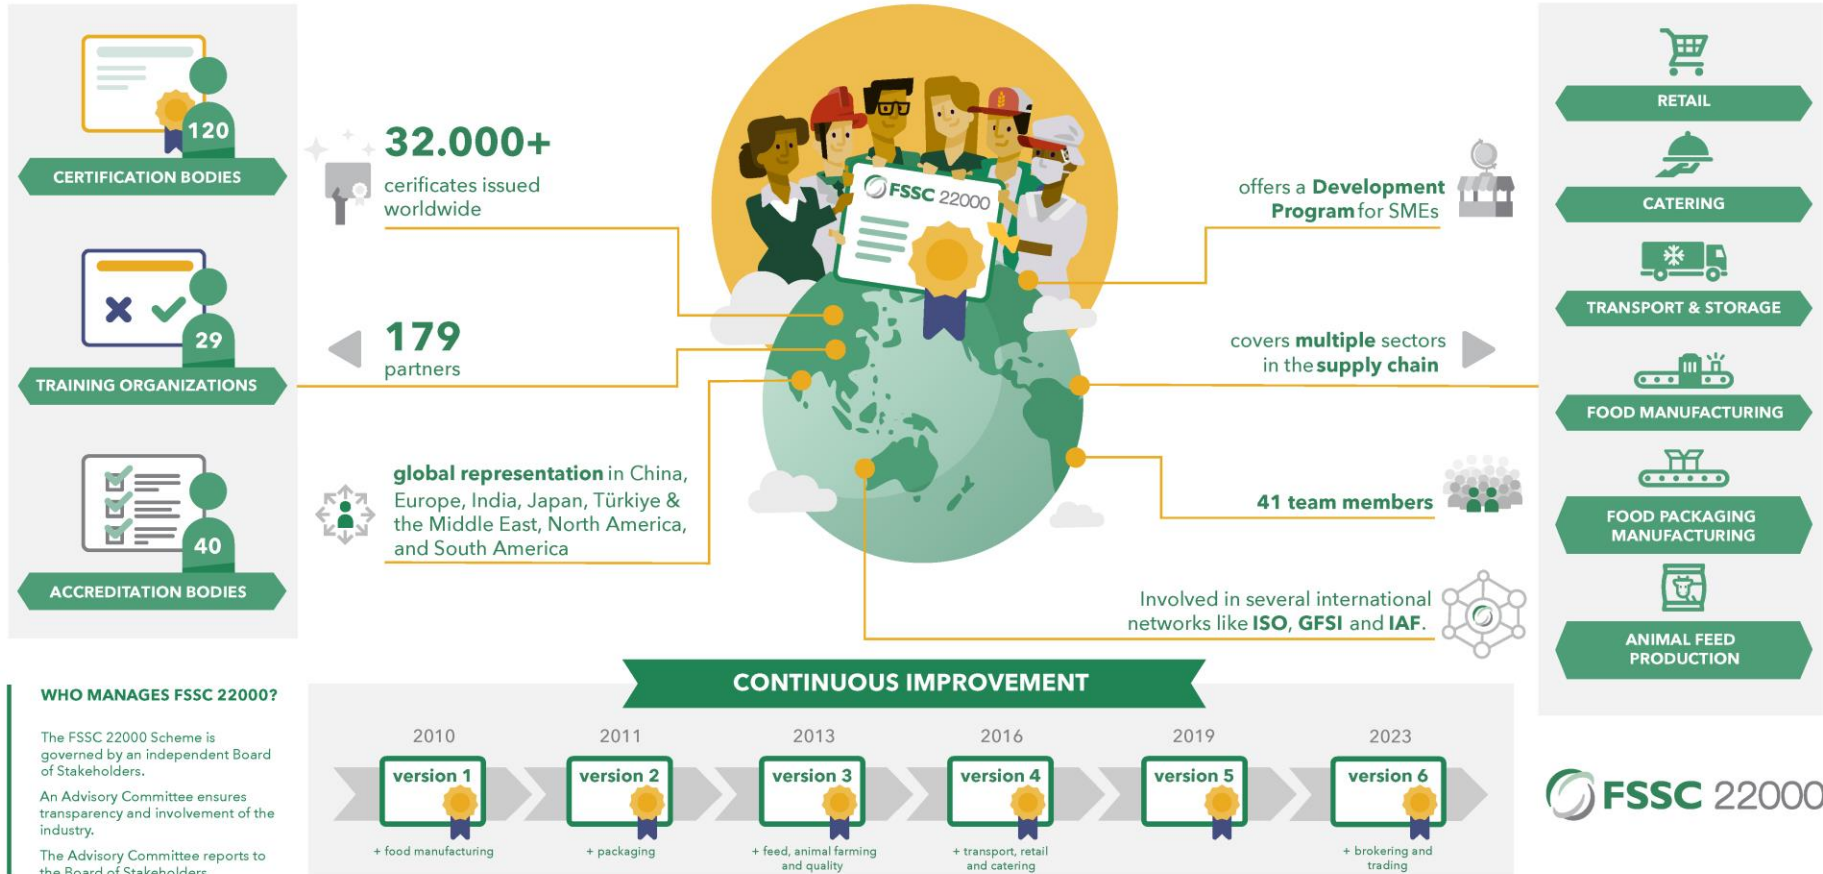 120
CERTIFICATION BODIES
29
TRAINING ORGANIZATIONS
40
ACCREDITATION BODIES
32.000+
cerificates issued
worldwide
179
partners
global representation in China,
Europe, India, Japan, Türkiye &
the Middle East, North America,
and South America
FSSC 22000
offers a Development
Program for SMEs
covers multiple sectors
in the supply chain
41 team members
Involved in several international
networks like ISO, GFSI and IAF.
RETAIL
CATERING
TRANSPORT & STORAGE
FOOD MANUFACTURING
FOOD PACKAGING
MANUFACTURING
ANIMAL FEED
PRODUCTION
WHO MANAGES FSSC 22000?
The FSSC 22000 Scheme is
governed by an independent Board
of Stakeholders.
An Advisory Committee ensures
transparency and involvement of the
industry.
The Advisory Committee reports to
the Board of Stakeholders
CONTINUOUS IMPROVEMENT
2010
version 1
+ food manufacturing
2011
version 2
+ packaging
2013
version 3
+ feed, animal farming
and quality
2016
version 4
+ transport, retail
and catering
2019
version 5
2023
version 6
+ brokering and
trading
FSSC 22000